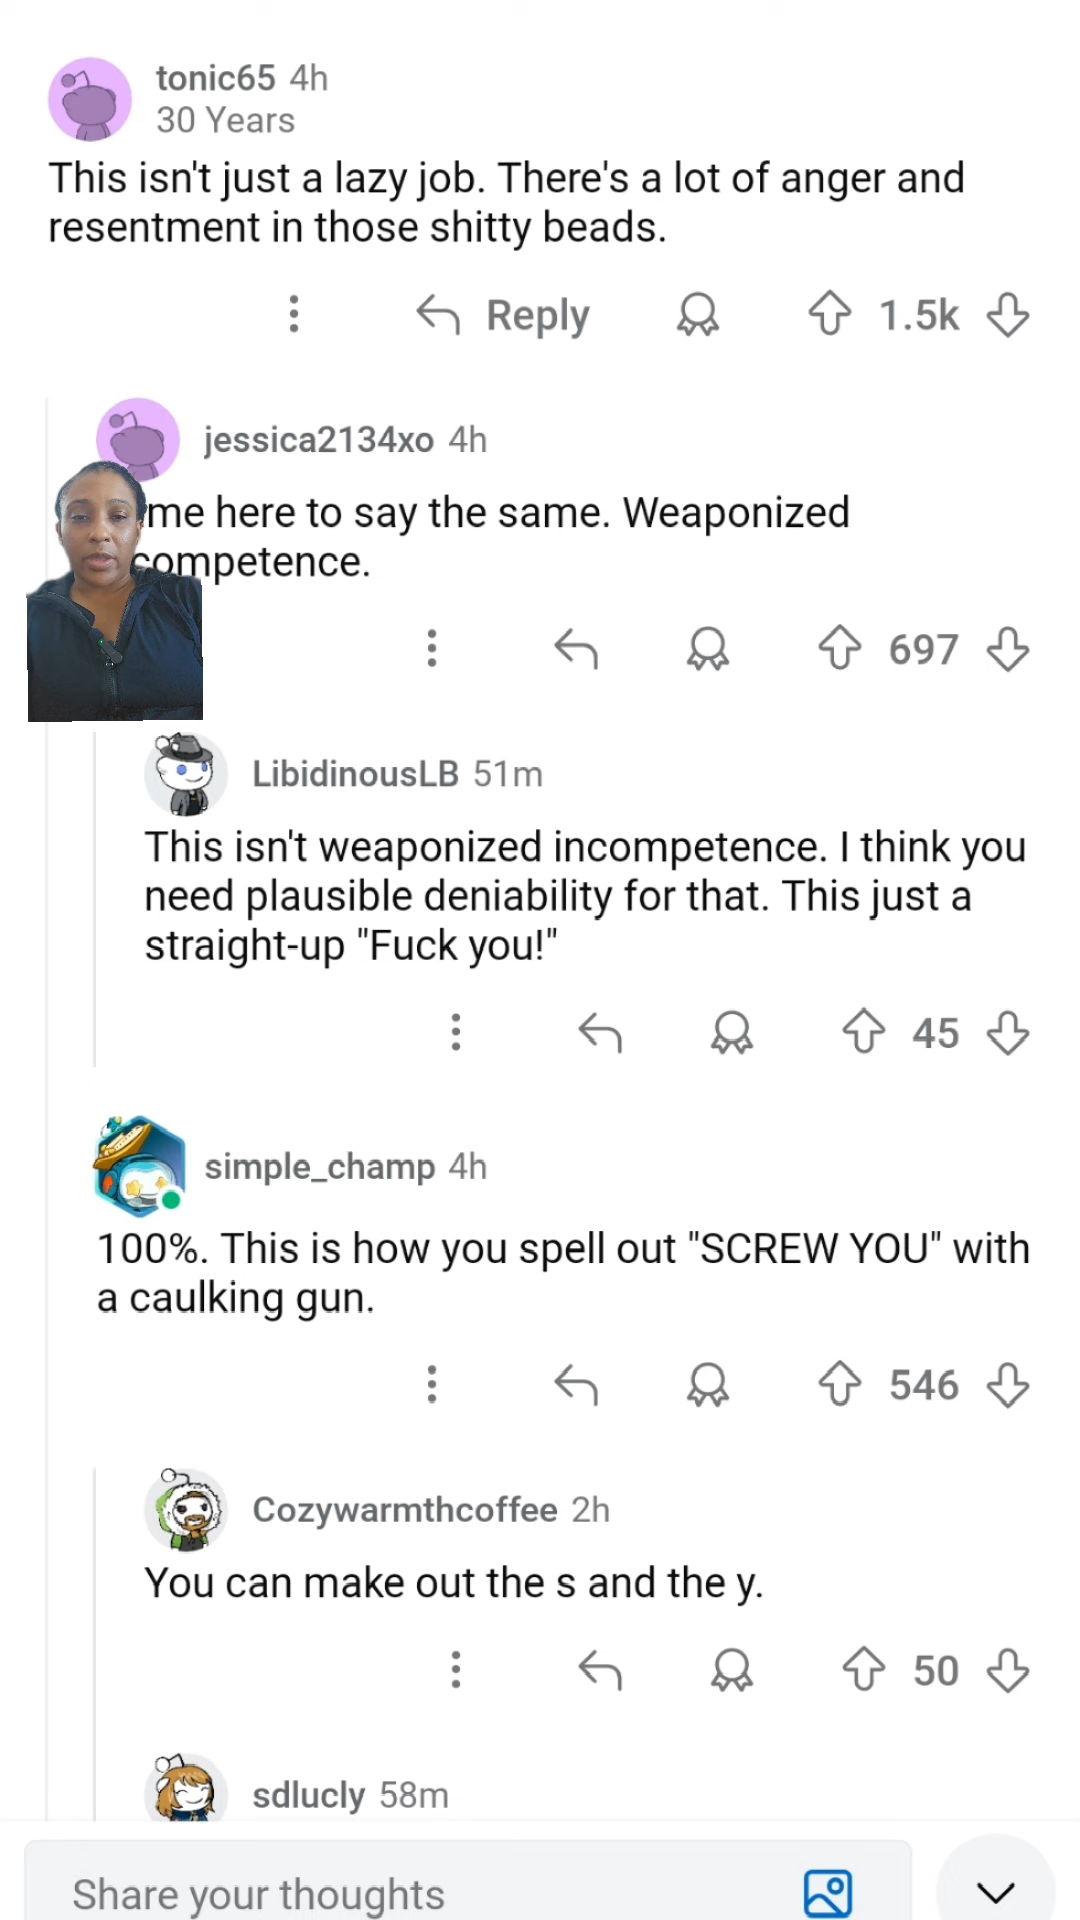 tonic65 4h
30 Years
This isn't just a lazy job. There's a lot of anger and
resentment in those shitty beads.
Reply 1.5k
jessica2134xo 4h
me here to say the same. Weaponized
competence.
697
LibidinousLB 51m
This isn't weaponized incompetence. I think you
need plausible deniability for that. This just a
straight-up "Fuck you!"
45
simple_champ 4h
100%. This is how you spell out "SCREW YOU" with
a caulking gun.
546
Cozywarmthcoffee 2h
You can make out the s and the y.
50
sdlucly 58m
Share your thoughts